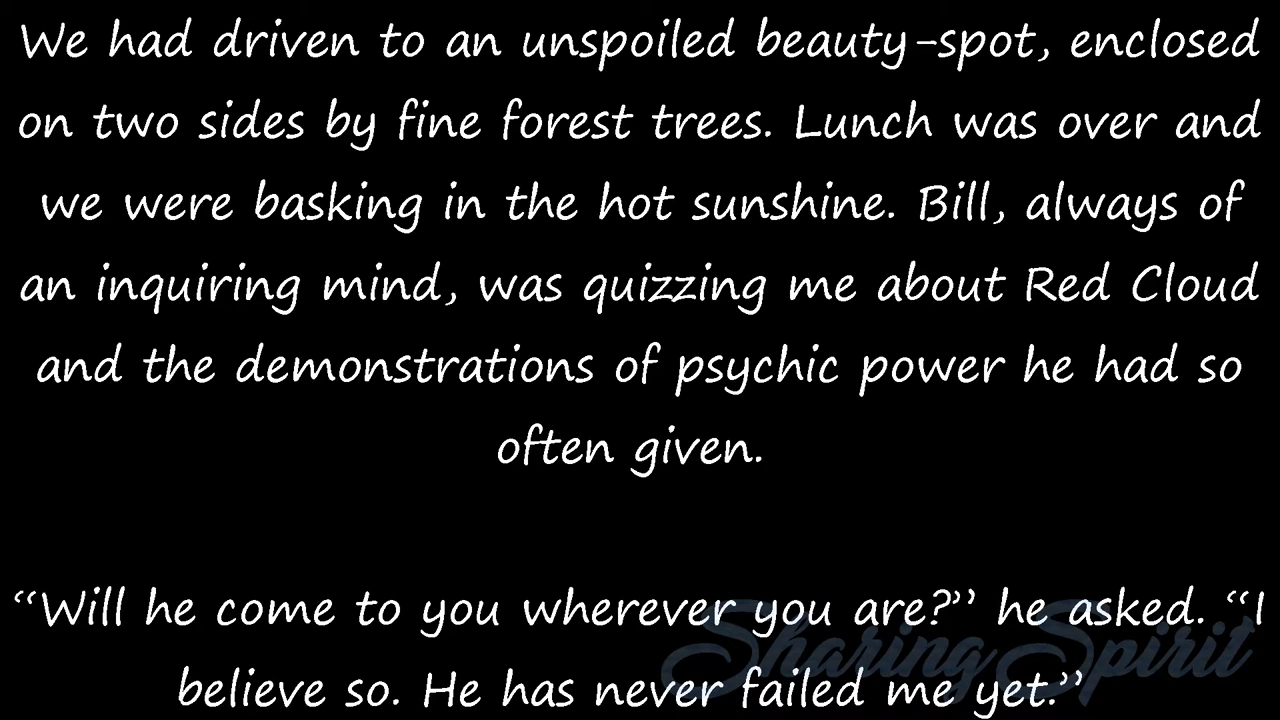 We had driven to an unspoiled beauty-spot, enclosed
on two sides by fine forest trees. Lunch was over and
we were basking in the hot sunshine. Bill, always of
an inquiring mind, was quizzing me about Red Cloud
and the demonstrations of psychic power he had so
often given.
“Will he come to you wherever you are?” he asked. “I
believe so. He has never failed me yet.”
SharingSpirit